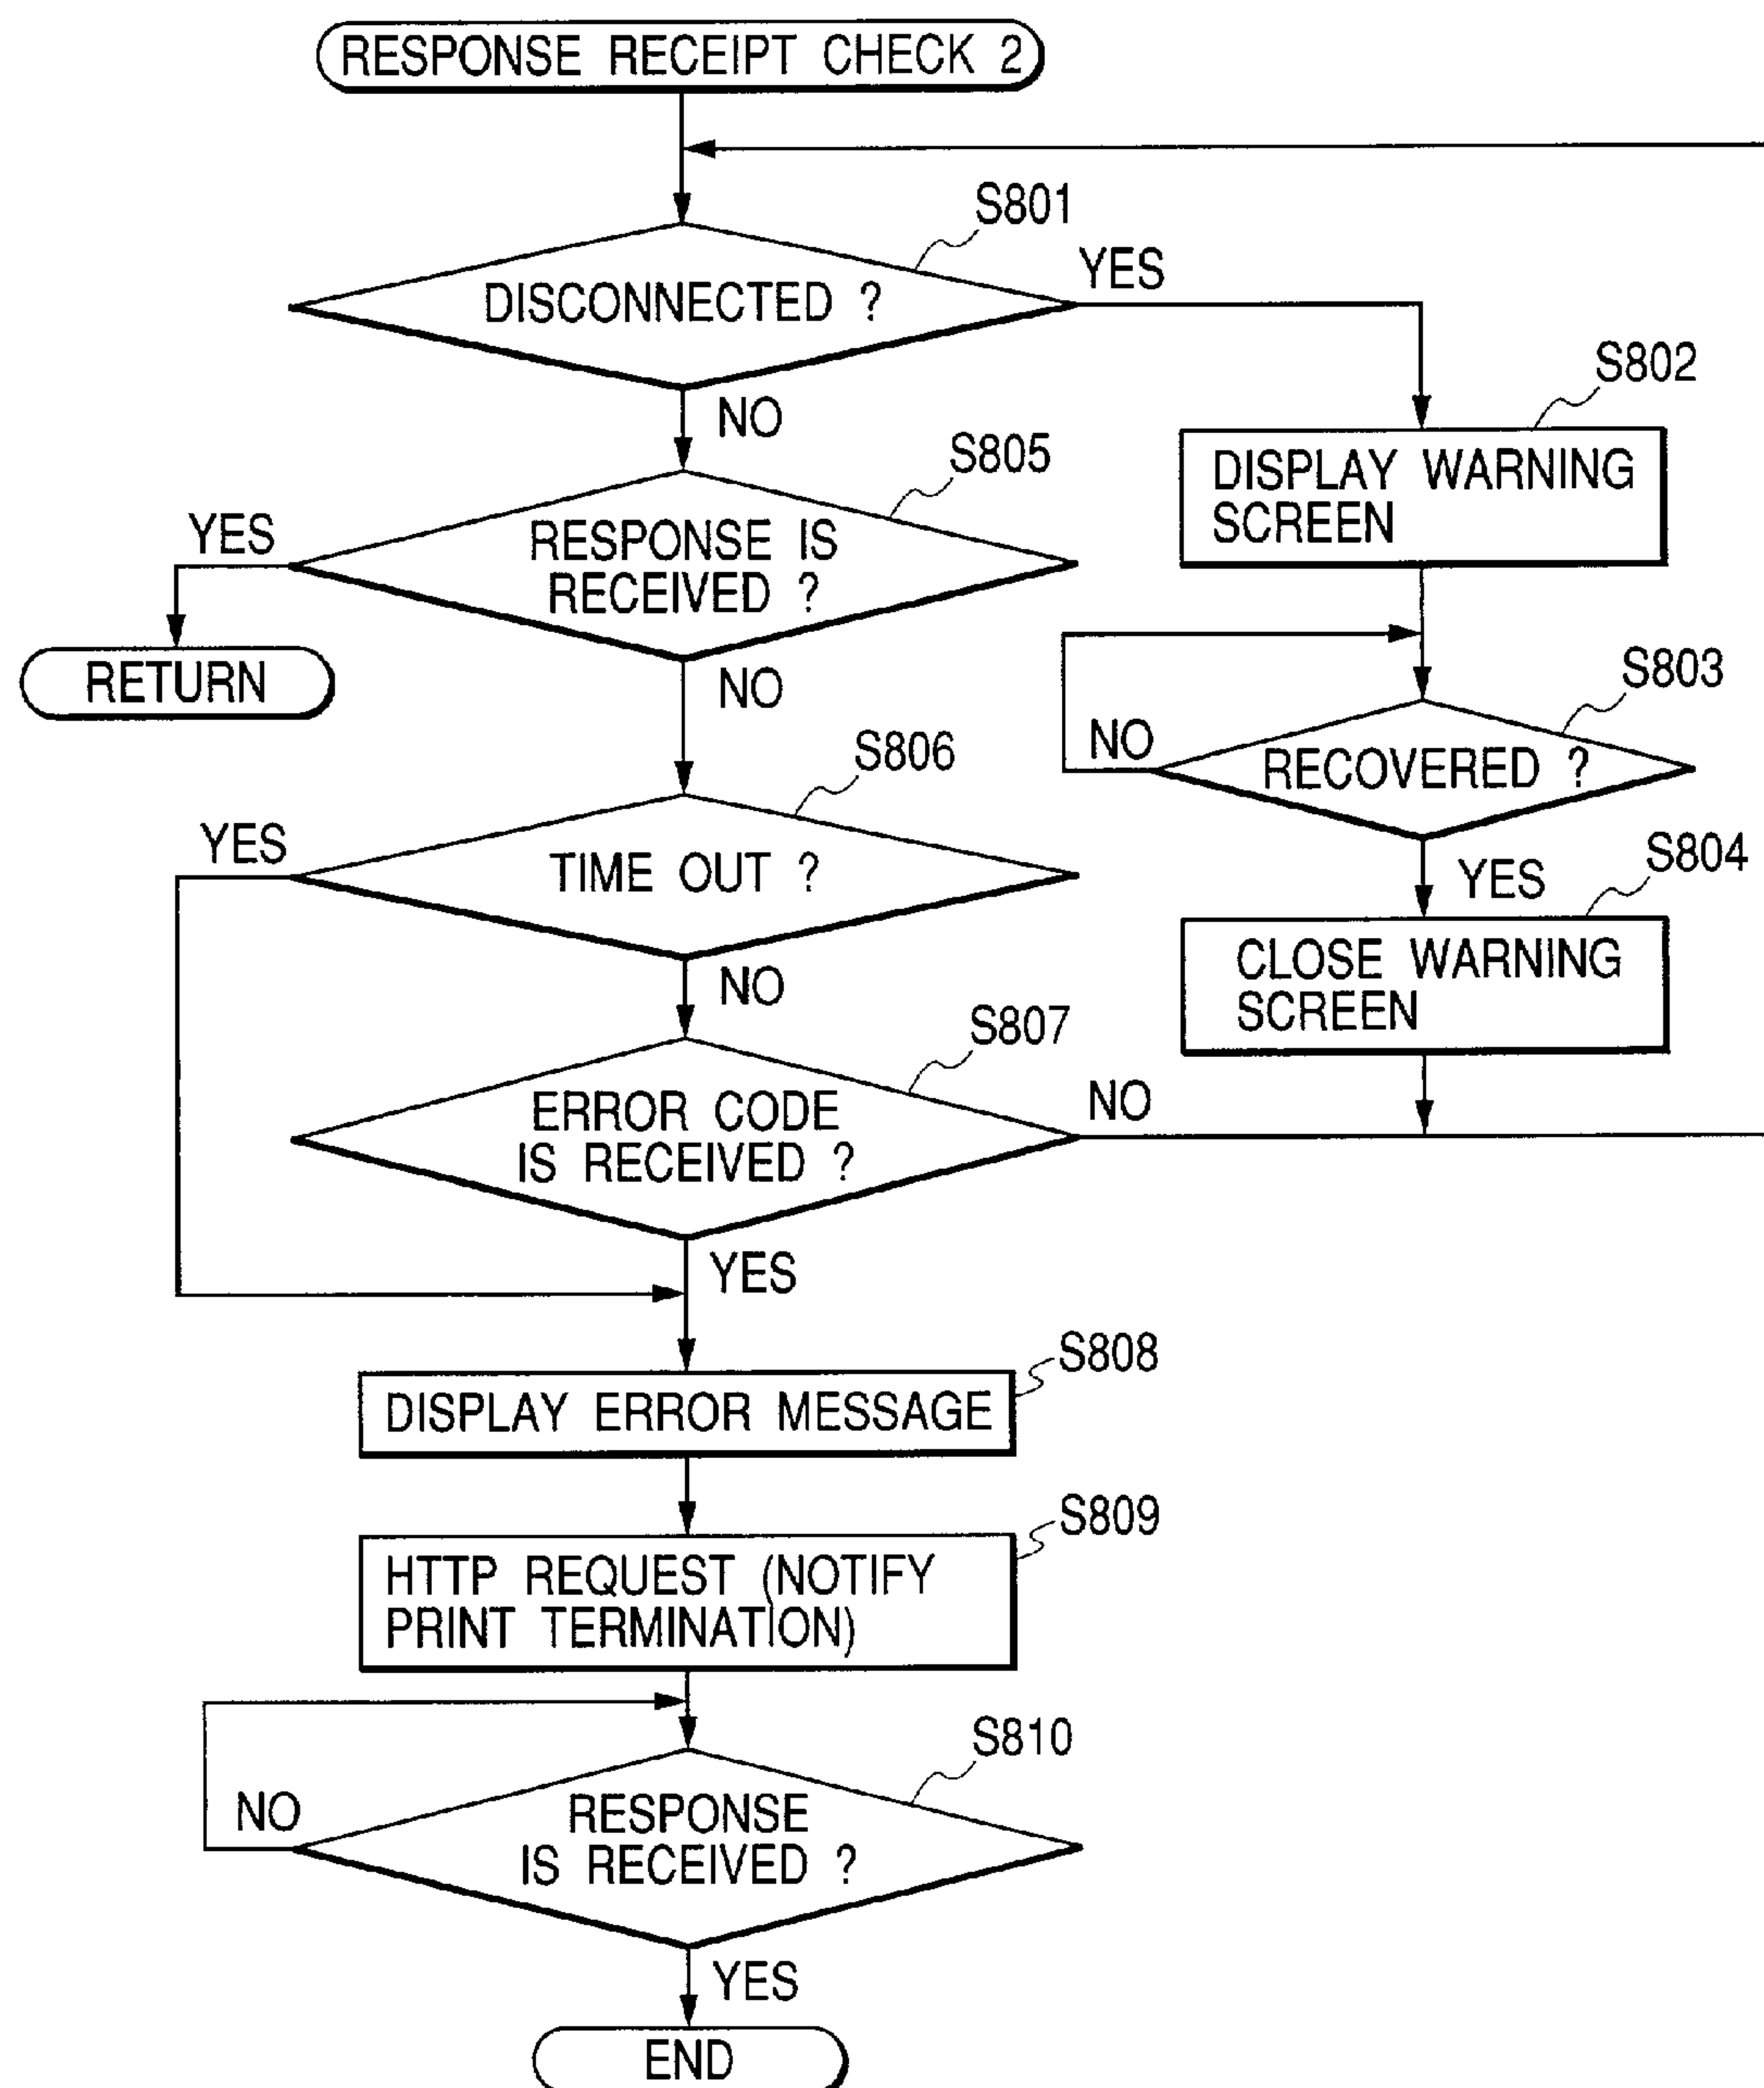 RESPONSE RECEIPT CHECK 2
S801
DISCONNECTED ?
YES
NO
S802
DISPLAY WARNING
SCREEN
S805
RESPONSE IS
RECEIVED ?
YES
RETURN
NO
S803
RECOVERED ?
NO
YES
S806
TIME OUT ?
YES
NO
S804
CLOSE WARNING
SCREEN
S807
ERROR CODE
IS RECEIVED ?
NO
YES
S808
DISPLAY ERROR MESSAGE
S809
HTTP REQUEST (NOTIFY
PRINT TERMINATION)
S810
RESPONSE
IS RECEIVED ?
NO
YES
END